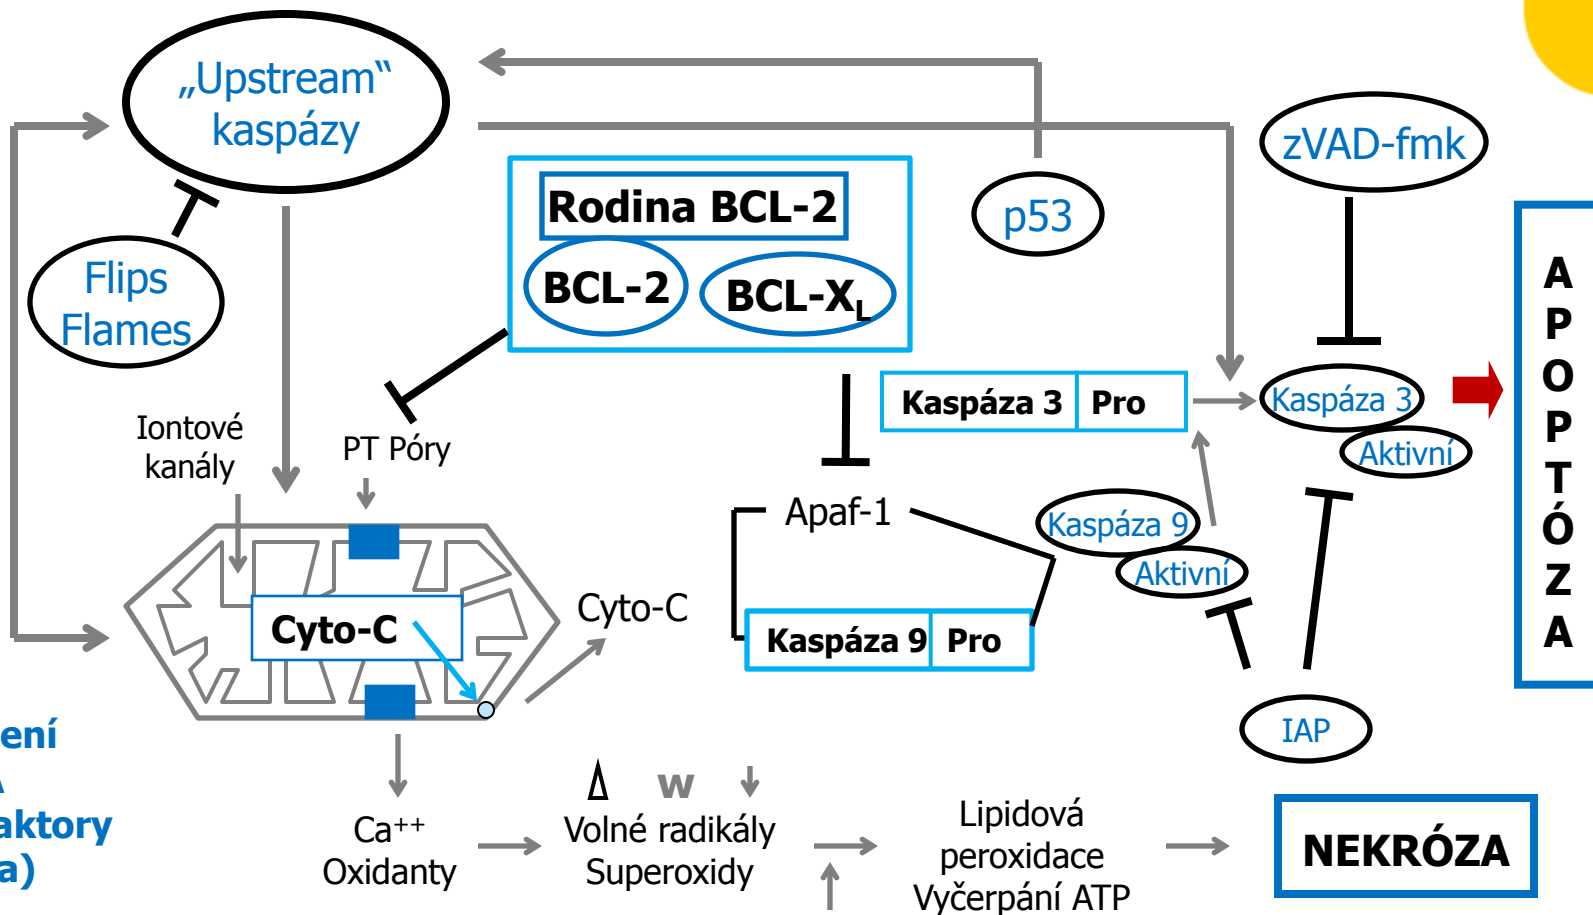 „Upstream“
kaspázy
zVAD-fmk
Rodina BCL-2
p53
Flips
Flames
BCL-2
BCL-XL
Kaspáza 3 Pro
Kaspáza 3
Aktivní
A
P
O
P
T
Ó
Z
A
Iontové
kanály
PT Póry
Apaf-1
Kaspáza 9
Aktivní
Cyto-C
Cyto-C
Kaspáza 9 Pro
IAP
ení
aktory
a)
Δ w
Ca++
Oxidanty
Volné radikály
Superoxidy
Lipidová
peroxidace
Vyčerpání ATP
NEKRÓZA